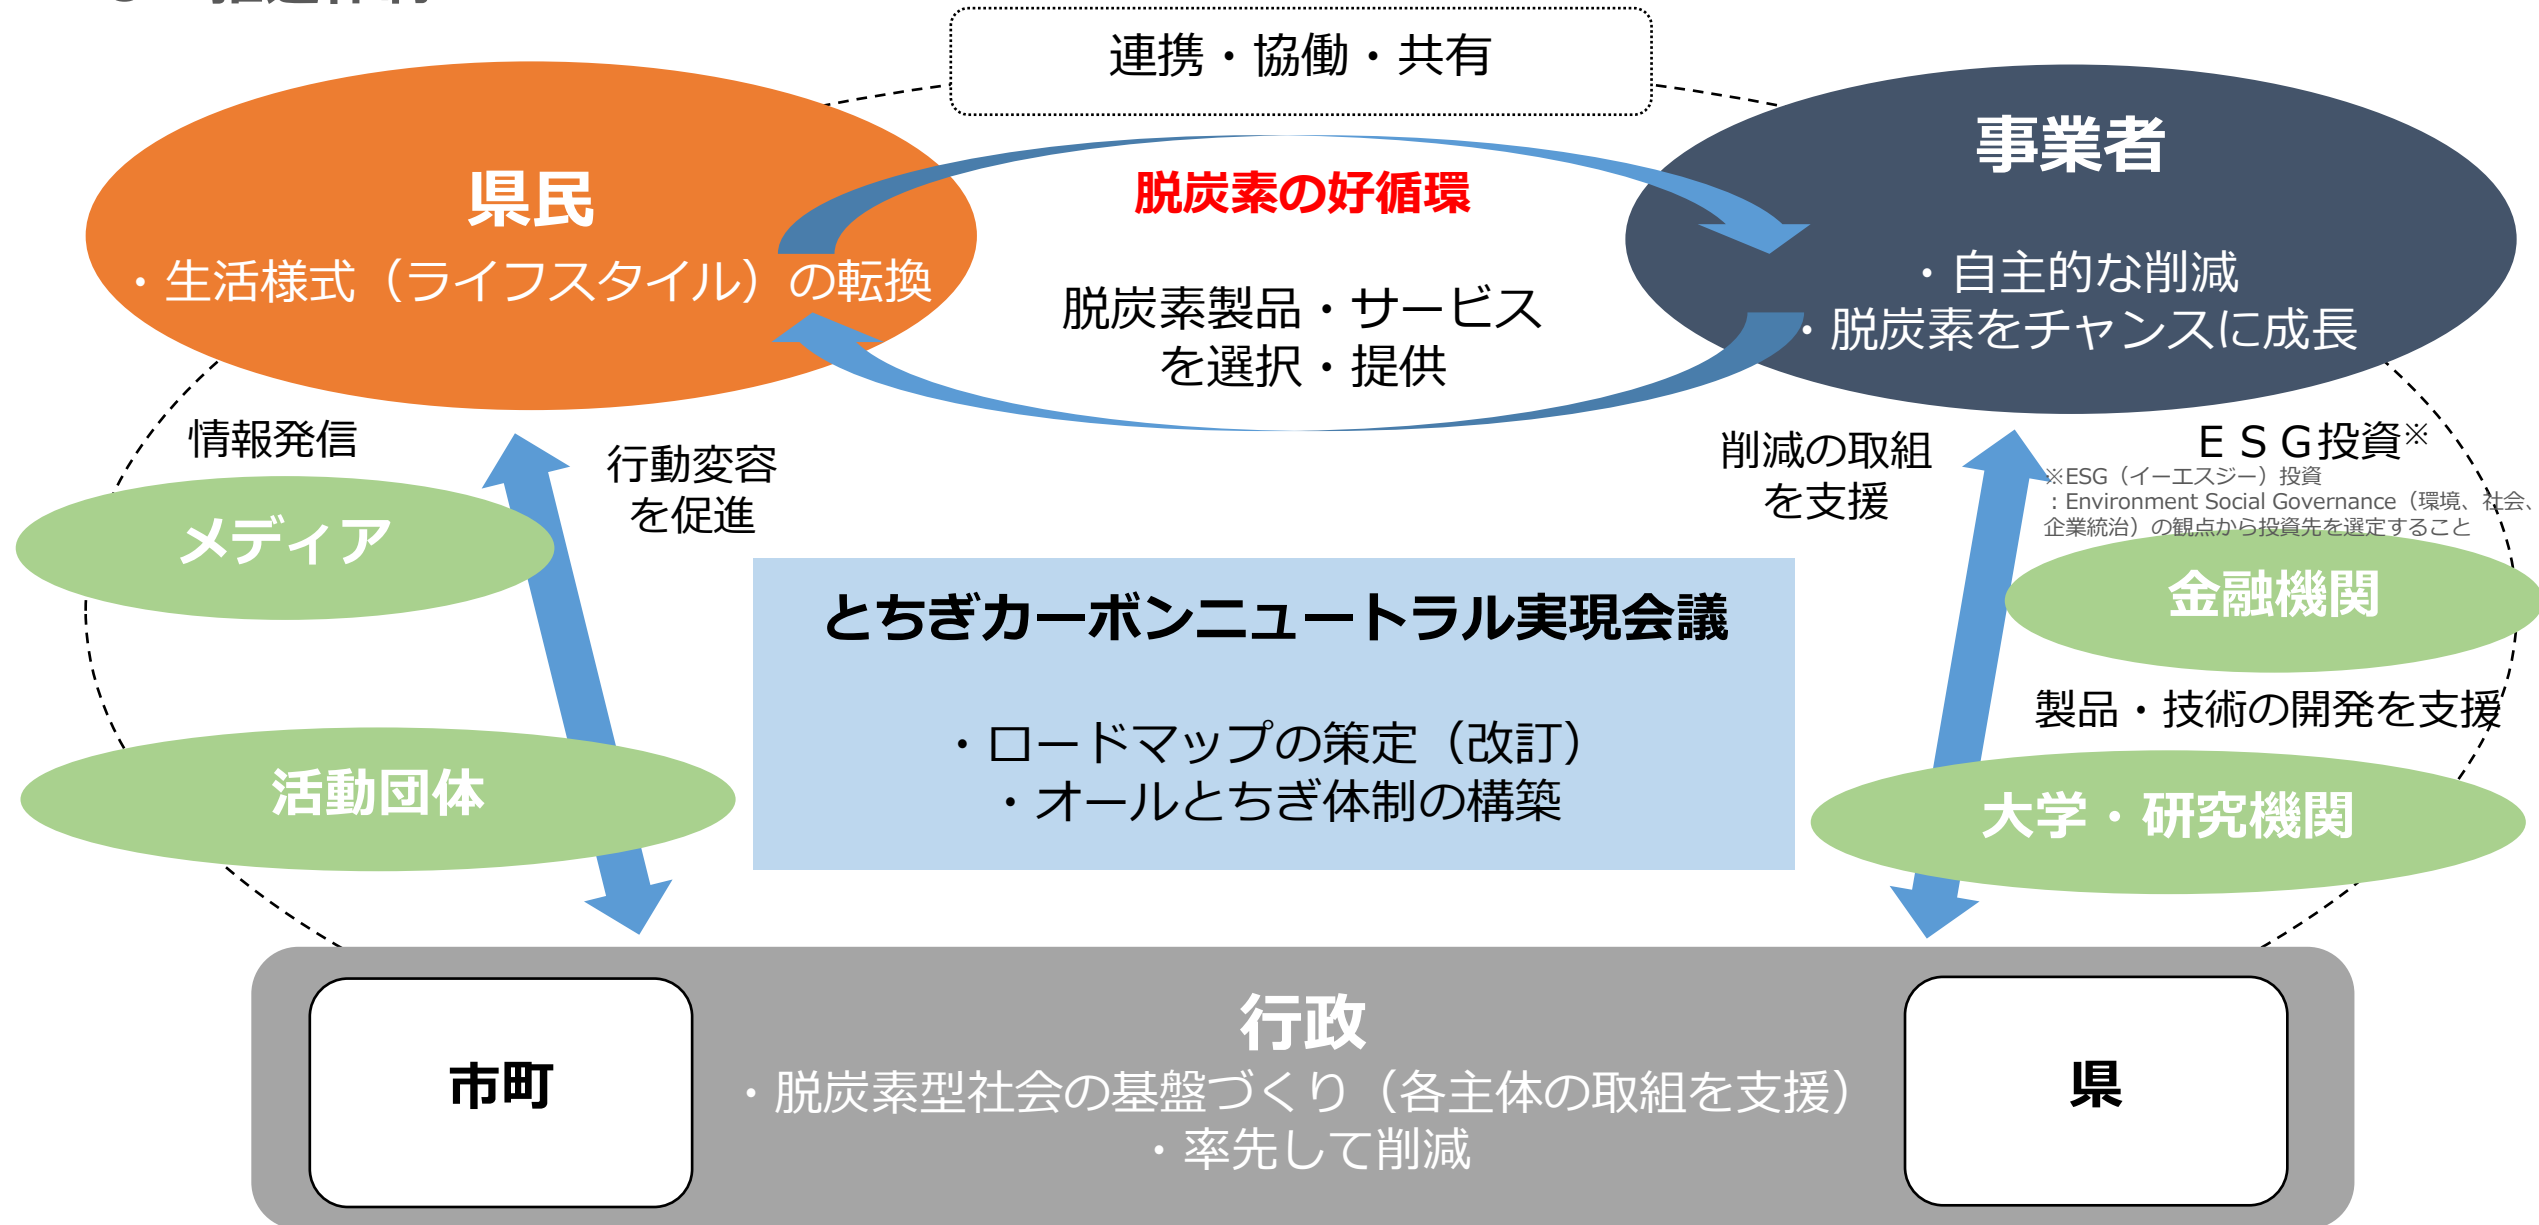 連携・協働・共有
県民
・生活様式（ライフスタイル）の転換
脱炭素の好循環
脱炭素製品・サービス
を選択・提供
事業者
・自主的な削減
・脱炭素をチャンスに成長
情報発信
行動変容
を促進
削減の取組
を支援
ＥＳＧ投資※
※ESG（イーエスジー）投資
：Environment Social Governance（環境、社会、
企業統治）の観点から投資先を選定すること
メディア
金融機関
とちぎカーボンニュートラル実現会議
・ロードマップの策定（改訂）
・オールとちぎ体制の構築
製品・技術の開発を支援
活動団体
大学・研究機関
行政
・脱炭素型社会の基盤づくり（各主体の取組を支援）
・率先して削減
市町
県